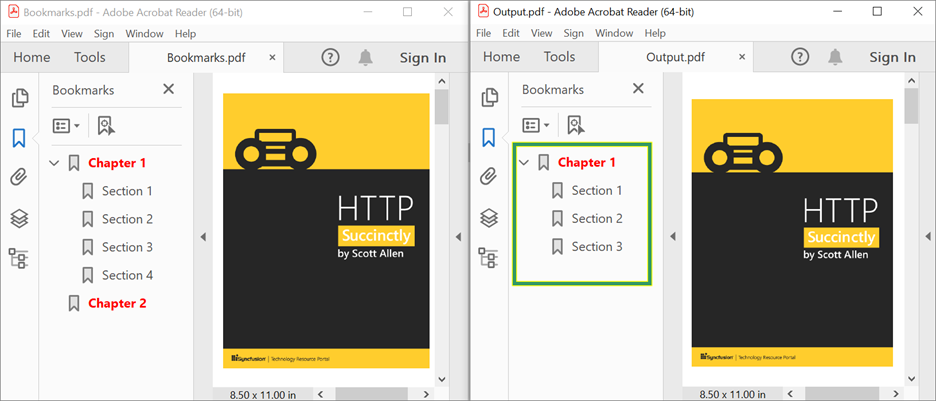 Bookmarks.pdf - Adobe Acrobat Reader (64-bit)
File Edit View Sign Window Help
Home Tools Bookmarks.pdf × ? Sign In
Bookmarks ×
Chapter 1
Section 1
Section 2
Section 3
Section 4
Chapter 2
HTTP
Succinctly
by Scott Allen
Syncfusion | Technology Resource Portal
8.50 x 11.00 in
Output.pdf - Adobe Acrobat Reader (64-bit)
File Edit View Sign Window Help
Home Tools Output.pdf × ? Sign In
Bookmarks ×
Chapter 1
Section 1
Section 2
Section 3
HTTP
Succinctly
by Scott Allen
Syncfusion | Technology Resource Portal
8.50 x 11.00 in